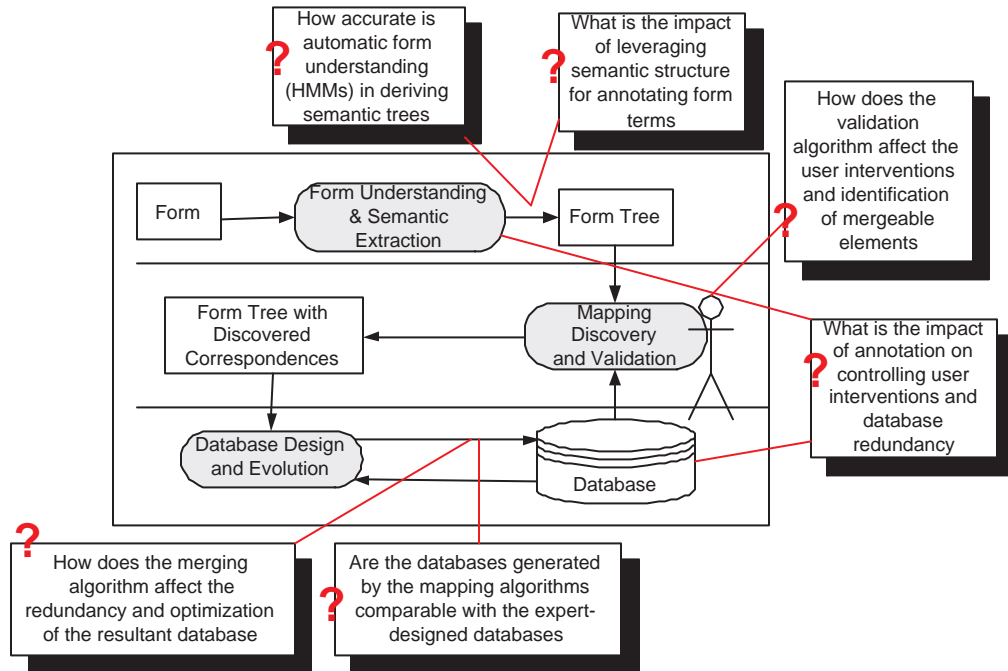 How accurate is
automatic form
understanding
(HMMs) in deriving
semantic trees
?
What is the impact
of leveraging
semantic structure
for annotating form
terms
?
How does the
validation
algorithm affect the
user interventions
and identification
of mergeable
elements
?
Form
Form Understanding
& Semantic
Extraction
Form Tree
Form Tree with
Discovered
Correspondences
Mapping
Discovery
and Validation
What is the impact
of annotation on
controlling user
interventions and
database
redundancy
?
Database Design
and Evolution
Database
?
How does the merging
algorithm affect the
redundancy and optimization
of the resultant database
?
Are the databases generated
by the mapping algorithms
comparable with the expert-
designed databases